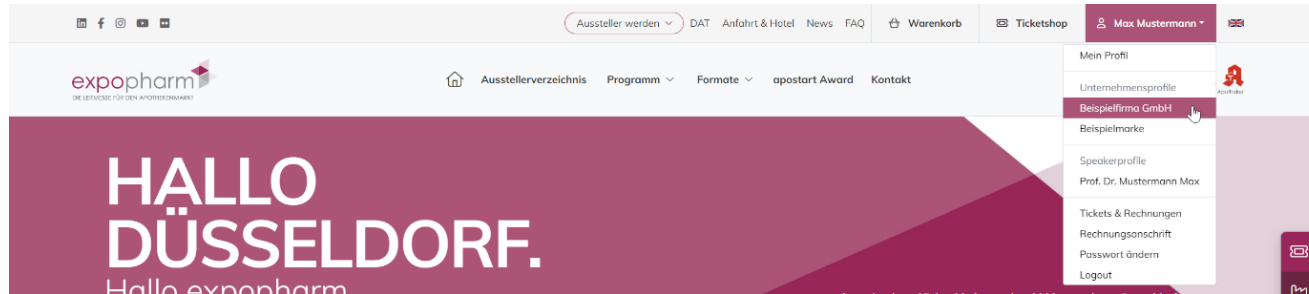 Aussteller werden DAT Anfahrt & Hotel News FAQ Warenkorb Ticketshop Max Mustermann
expopharm
DIE LEITMESSE FÜR DEN APOTHEKENMARKT
Ausstellerverzeichnis Programm Formate apostart Award Kontakt
Mein Profil
Unternehmensprofile
Beispielfirma GmbH
Beispielmarke
Speakerprofile
Prof. Dr. Mustermann Max
Tickets & Rechnungen
Rechnungsanschrift
Passwort ändern
Logout
HALLO
DÜSSELDORF.
Hallo expopharm